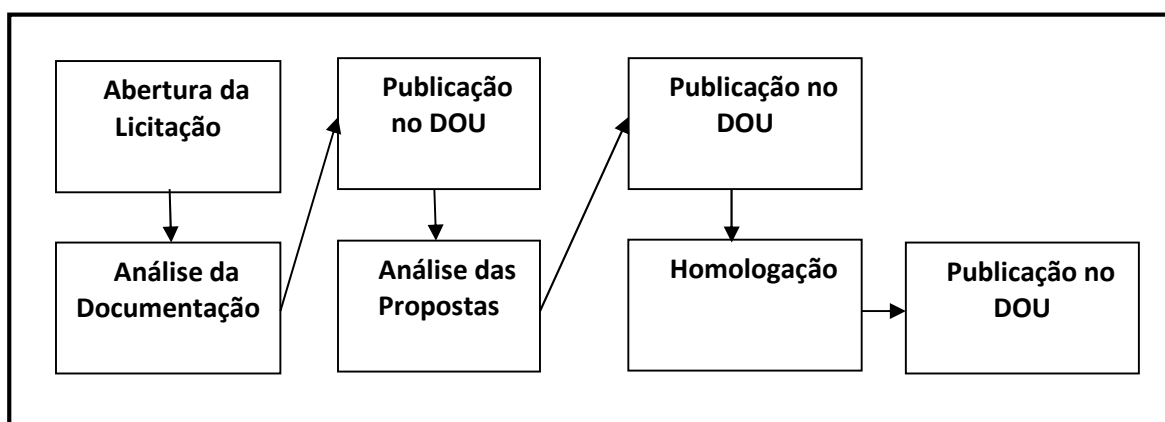 Abertura da
Licitação
Análise da
Documentação
Publicação
no DOU
Análise das
Propostas
Publicação no
DOU
Homologação
Publicação no
DOU